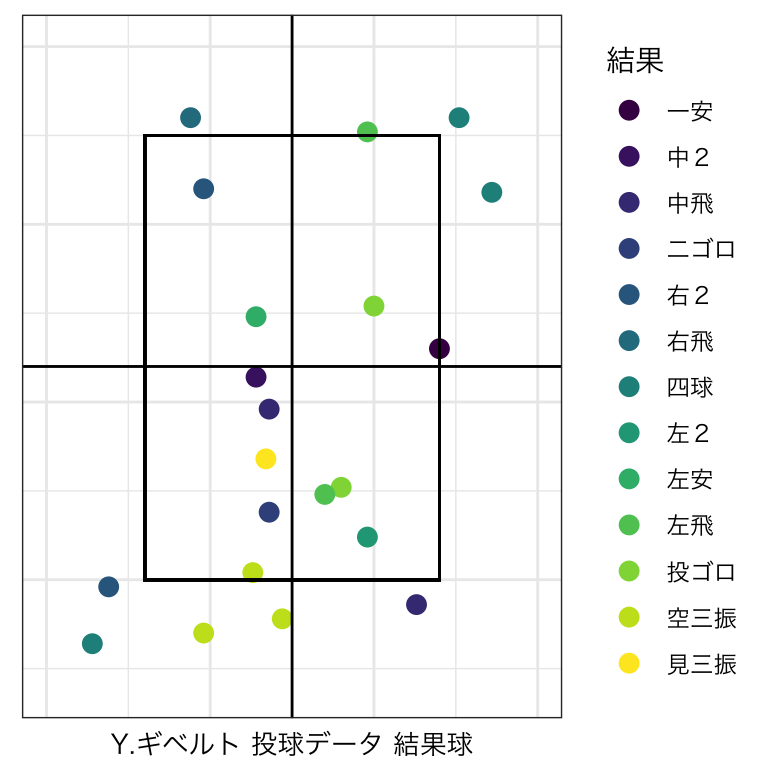 結果
一安
中２
中飛
二ゴロ
右２
右飛
四球
左２
左安
左飛
投ゴロ
空三振
見三振
Y.ギベルト 投球データ 結果球